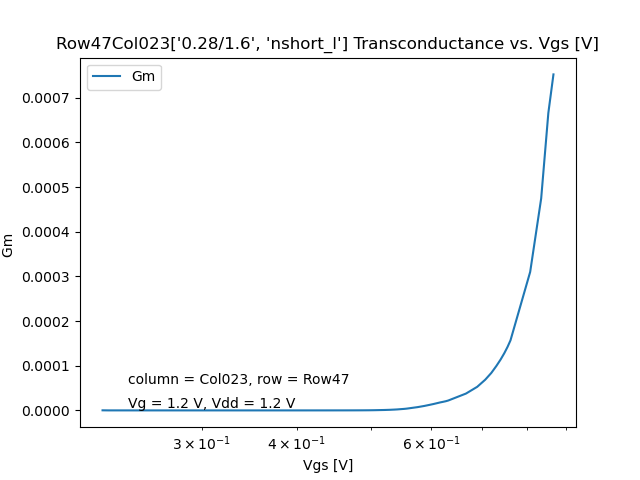 Row47Col023['0.28/1.6', 'nshort_l'] Transconductance vs. Vgs [V]
Gm
0.0007
0.0006
0.0005
0.0004
0.0003
0.0002
0.0001
0.0000
Gm
column = Col023, row = Row47
Vg = 1.2 V, Vdd = 1.2 V
3 × 10⁻¹
4 × 10⁻¹
6 × 10⁻¹
Vgs [V]